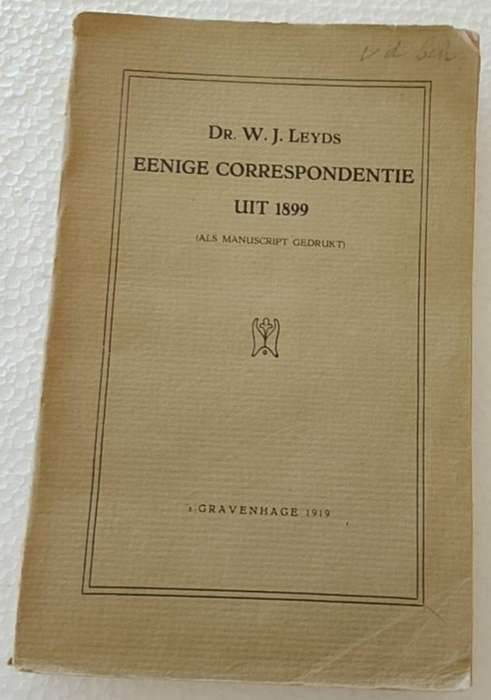 DR. W. J. LEYDS
EENIGE CORRESPONDENTIE
UIT 1899
(ALS MANUSCRIPT GEDRUKT)
's GRAVENHAGE 1919